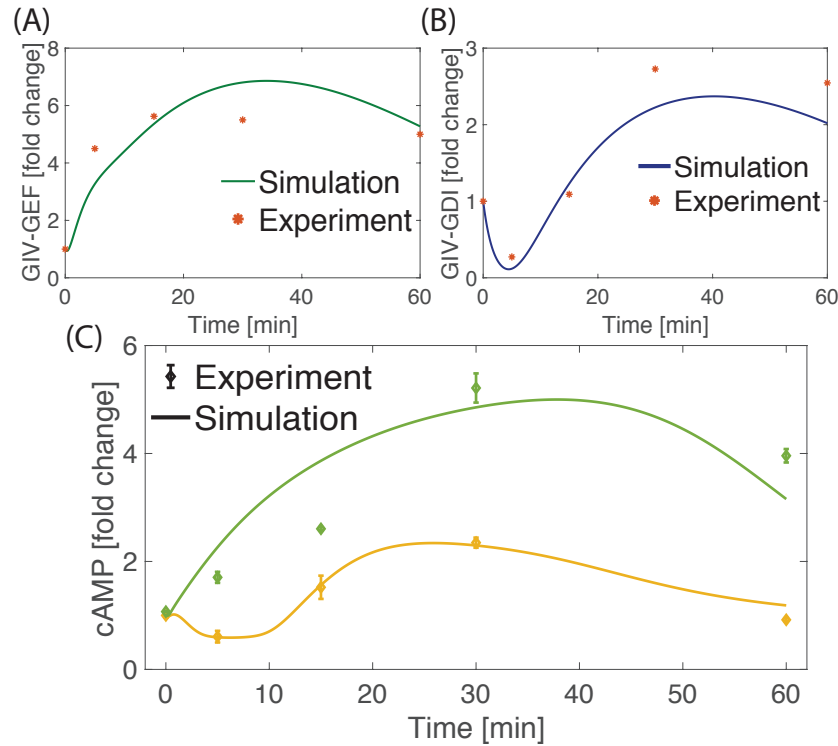 (A)
GIV-GEF [fold change]
8
6
4
2
0
Simulation
Experiment
0 20 40 60
Time [min]
(B)
GIV-GDI [fold change]
3
2
1
0
Simulation
Experiment
0 20 40 60
Time [min]
(C)
cAMP [fold change]
6
4
2
0
Experiment
Simulation
0 10 20 30 40 50 60
Time [min]